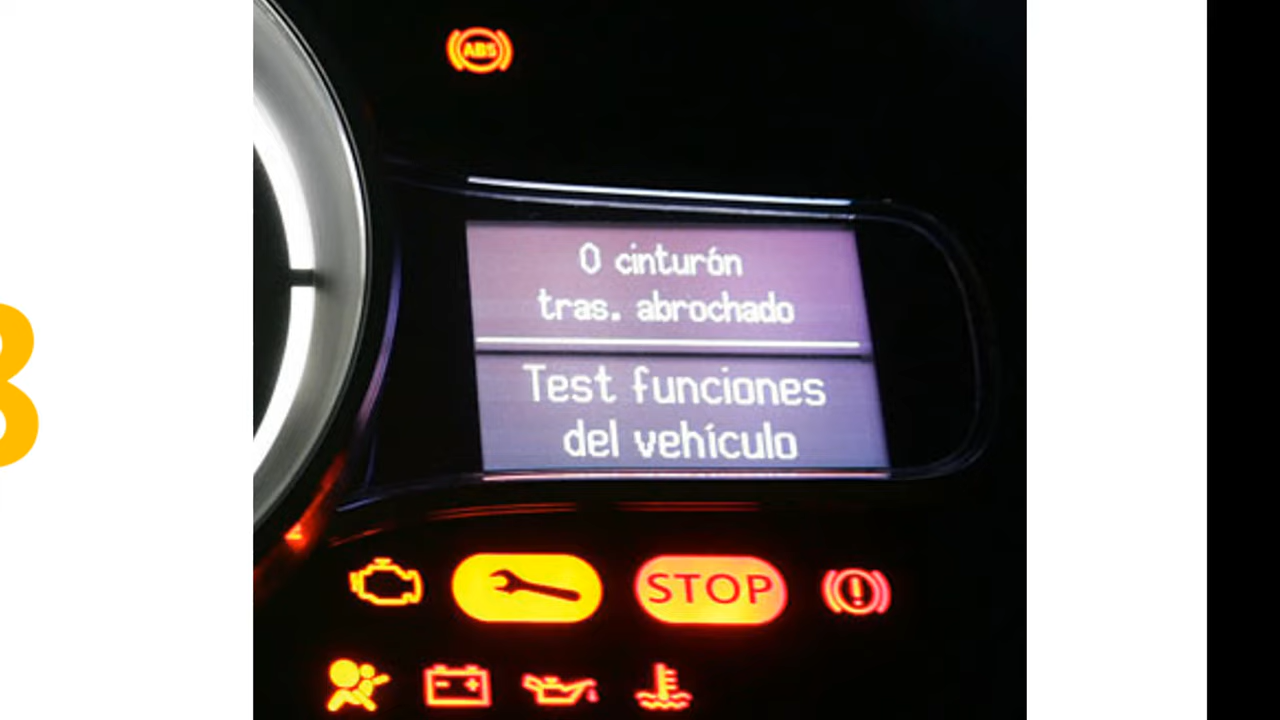 ABS
0 cinturón
tras. abrochado
Test funciones
del vehículo
STOP